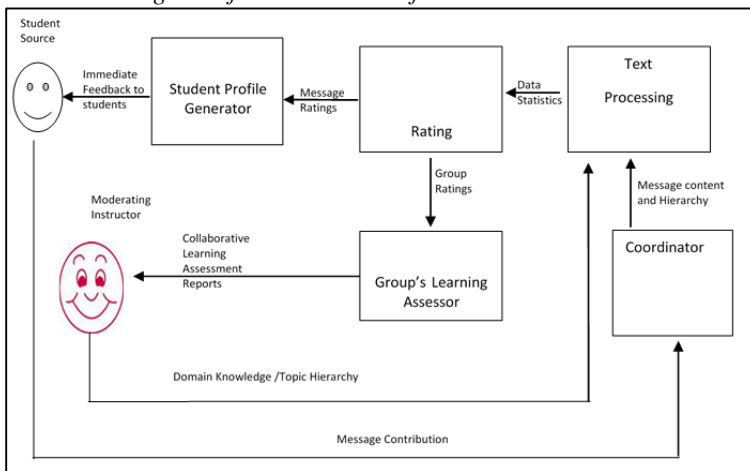 Student
Source
Immediate
Feedback to
students
Student Profile
Generator
Message
Ratings
Rating
Data
Statistics
Text
Processing
Group
Ratings
Message content
and Hierarchy
Moderating
Instructor
Collaborative
Learning
Assessment
Reports
Group's Learning
Assessor
Coordinator
Domain Knowledge /Topic Hierarchy
Message Contribution